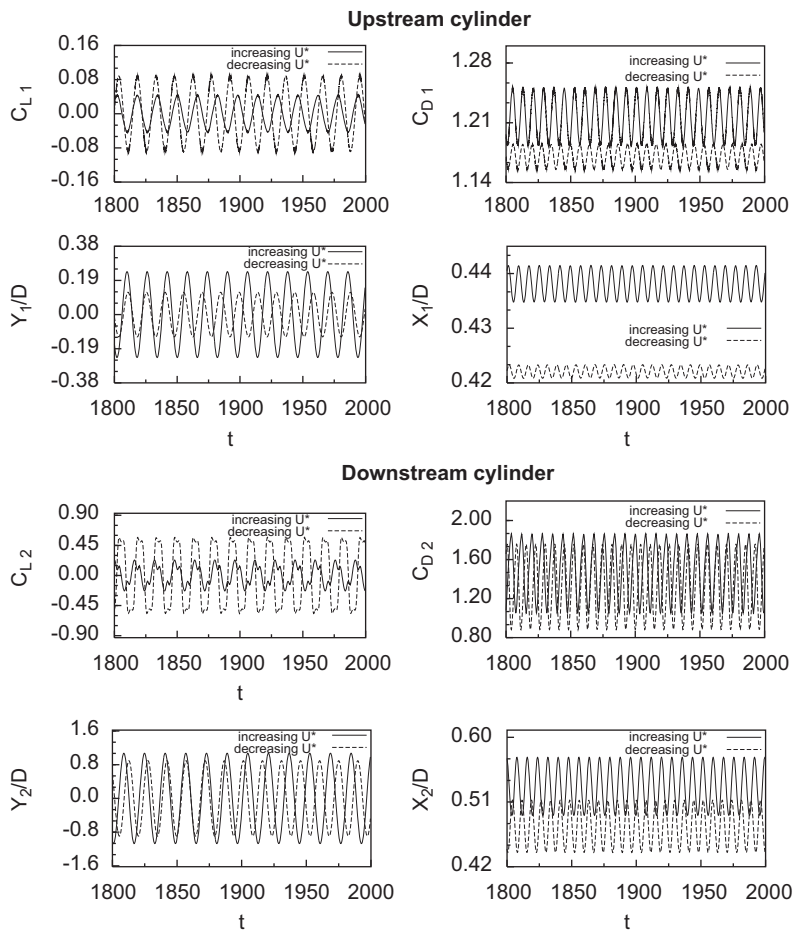 Upstream cylinder
0.16
0.08
0.00
-0.08
-0.16
C_L 1
increasing U*
decreasing U*
1800 1850 1900 1950 2000
1.28
1.21
1.14
C_D 1
increasing U*
decreasing U*
1800 1850 1900 1950 2000
0.38
0.19
0.00
-0.19
-0.38
Y_1/D
increasing U*
decreasing U*
1800 1850 1900 1950 2000
t
0.44
0.43
0.42
X_1/D
increasing U*
decreasing U*
1800 1850 1900 1950 2000
t
Downstream cylinder
0.90
0.45
0.00
-0.45
-0.90
C_L 2
increasing U*
decreasing U*
1800 1850 1900 1950 2000
t
2.00
1.60
1.20
0.80
C_D 2
increasing U*
decreasing U*
1800 1850 1900 1950 2000
1.6
0.8
0.0
-0.8
-1.6
Y_2/D
increasing U*
decreasing U*
1800 1850 1900 1950 2000
t
0.60
0.51
0.42
X_2/D
increasing U*
decreasing U*
1800 1850 1900 1950 2000
t